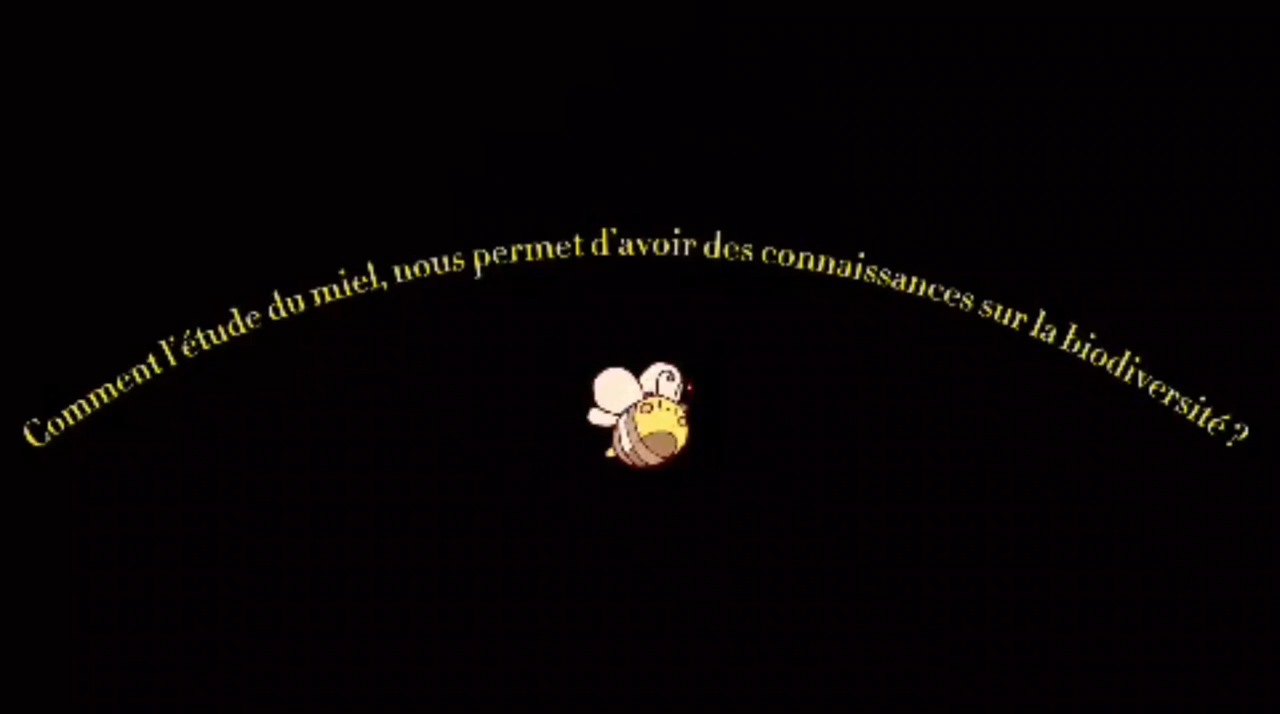 Comment l'étude du miel, nous permet d'avoir des connaissances sur la biodiversité ?